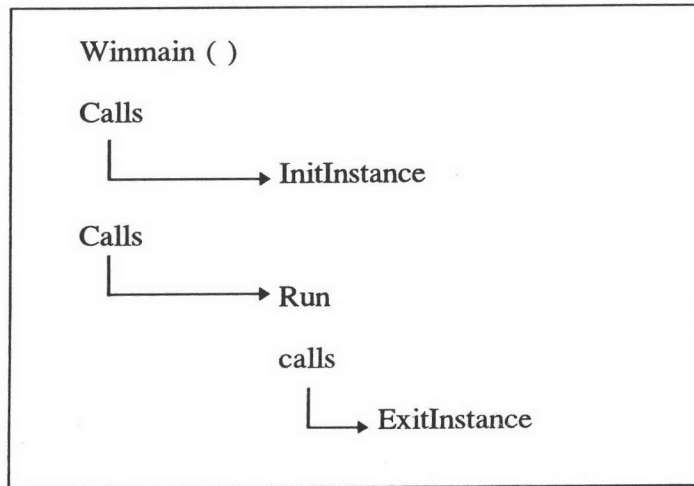 Winmain ( )
Calls
InitInstance
Calls
Run
calls
ExitInstance